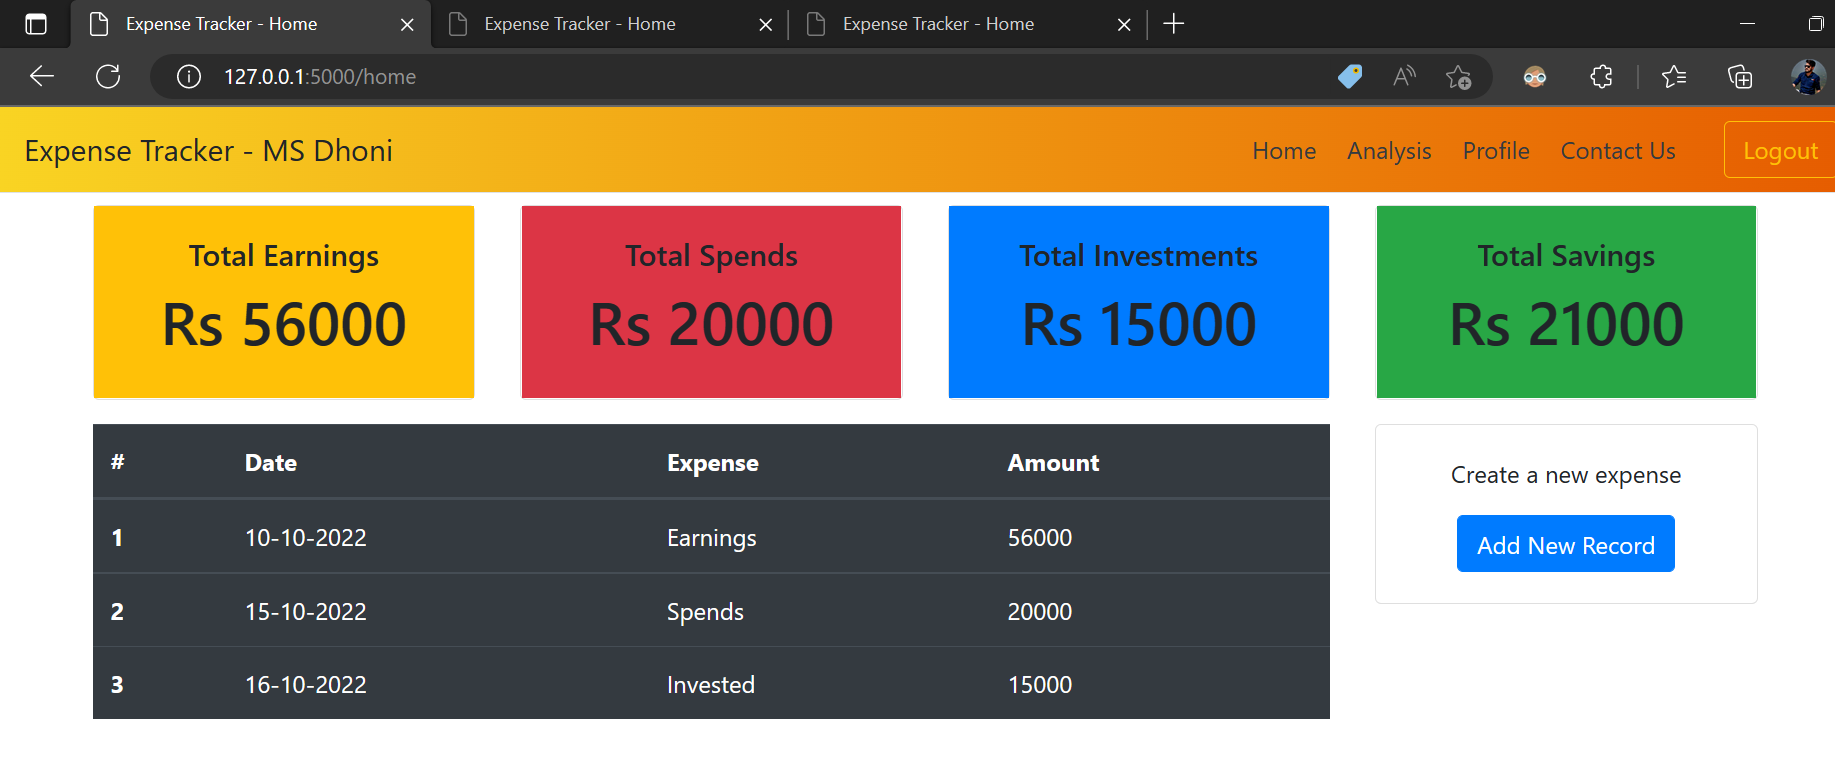 Expense Tracker - Home
Expense Tracker - Home
Expense Tracker - Home
127.0.0.1:5000/home
Expense Tracker - MS Dhoni
Home Analysis Profile Contact Us Logout
Total Earnings
Rs 56000
Total Spends
Rs 20000
Total Investments
Rs 15000
Total Savings
Rs 21000
# Date Expense Amount
1 10-10-2022 Earnings 56000
2 15-10-2022 Spends 20000
3 16-10-2022 Invested 15000
Create a new expense
Add New Record